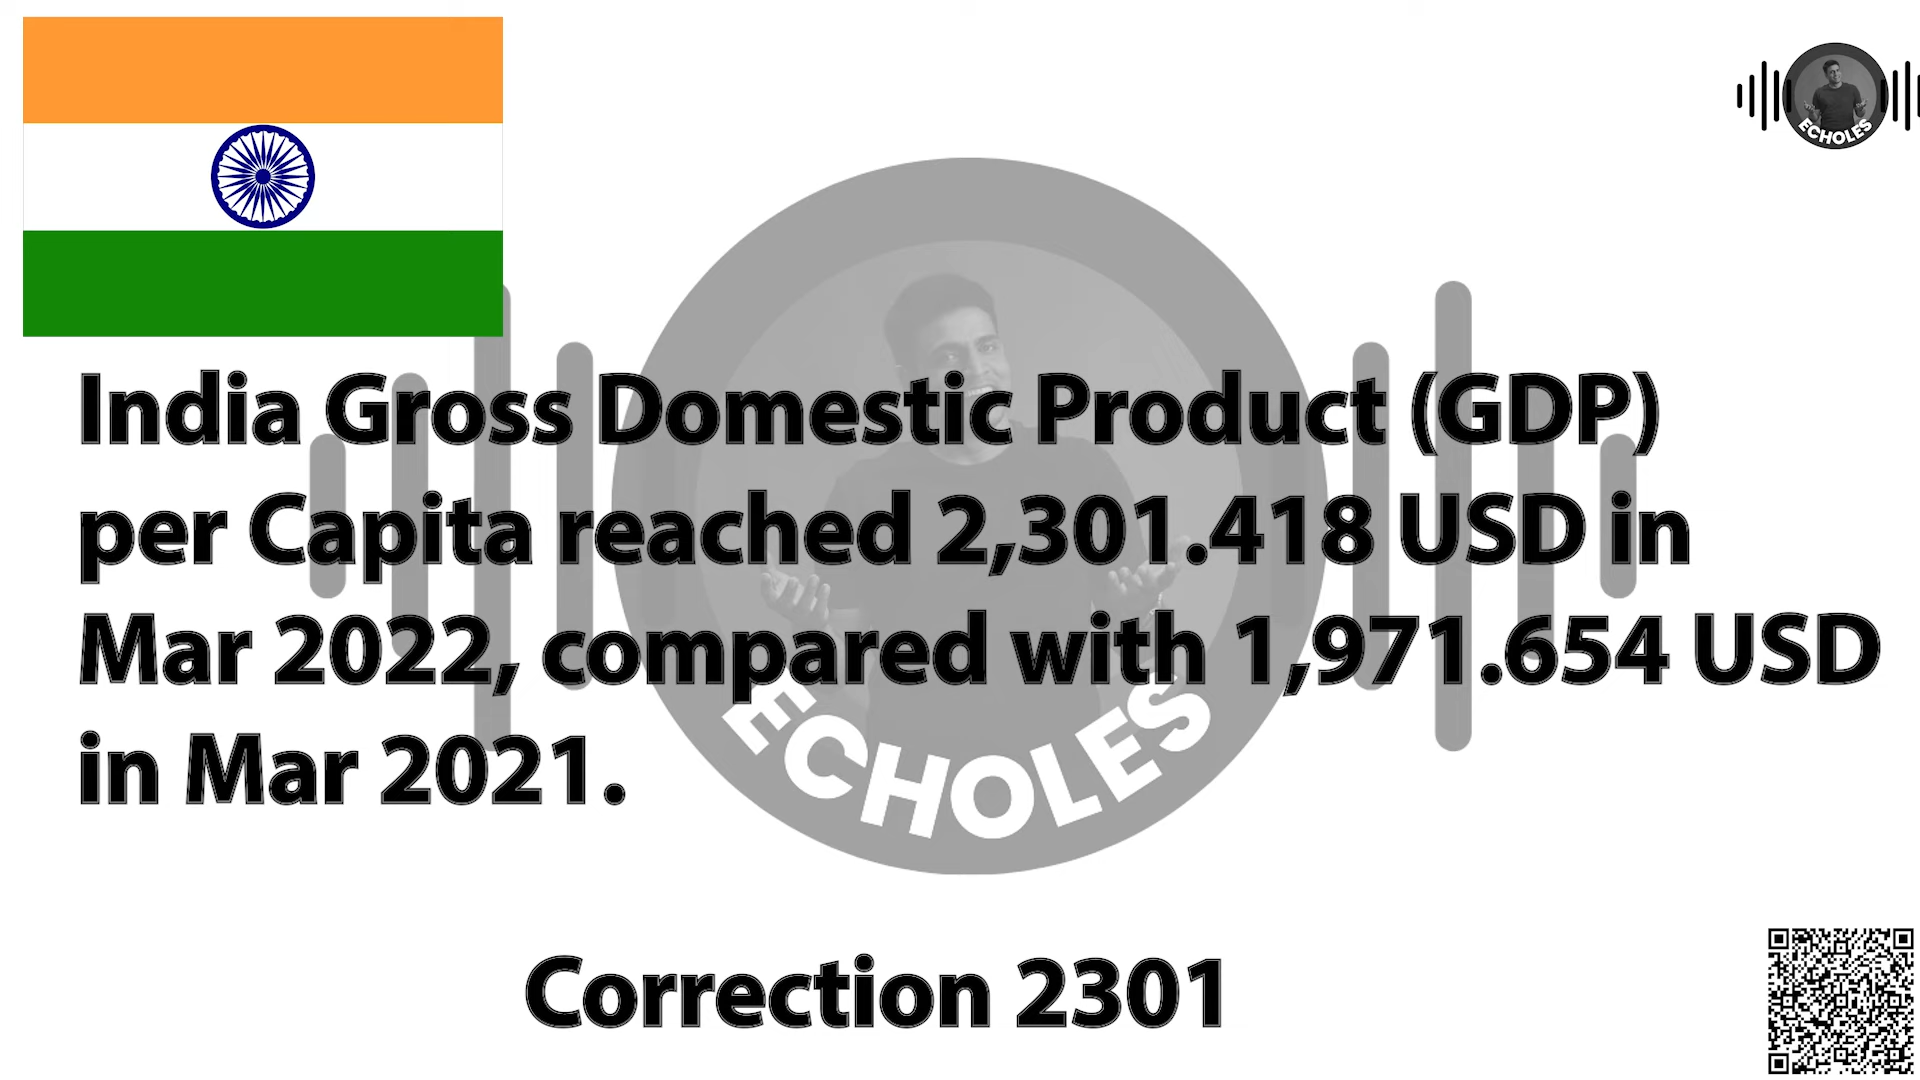 ECHOLES
India Gross Domestic Product (GDP)
per Capita reached 2,301.418 USD in
Mar 2022, compared with 1,971.654 USD
in Mar 2021.
ECHOLES
Correction 2301